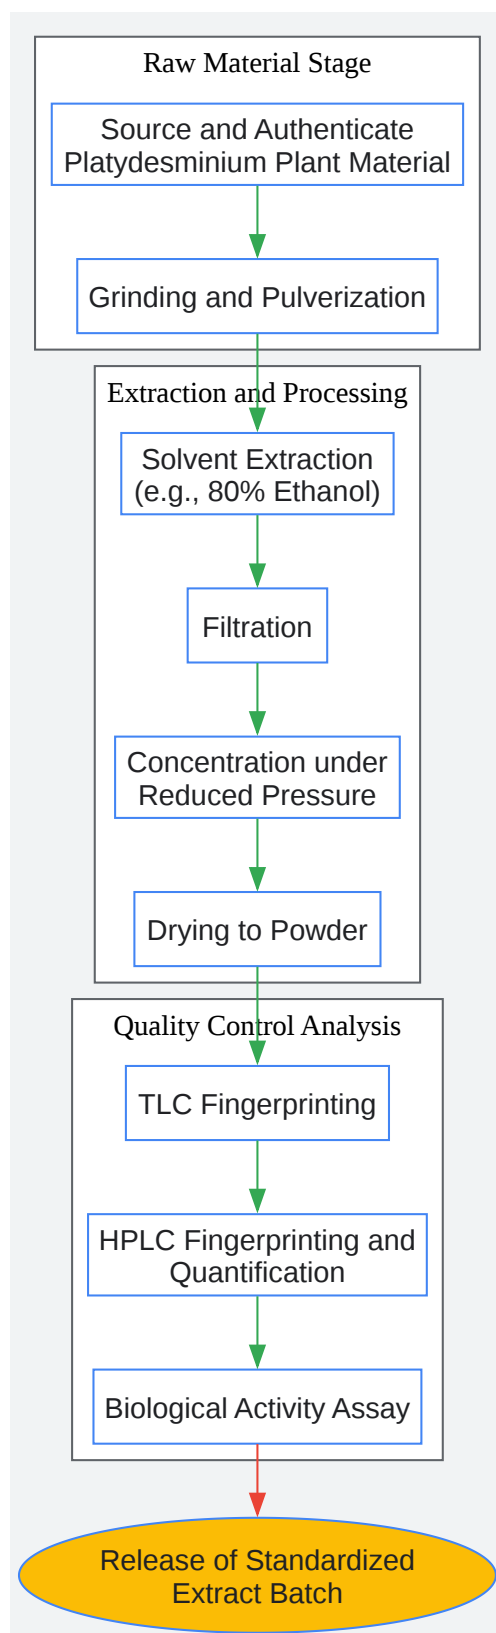 Raw Material Stage
Source and Authenticate
Platydesminium Plant Material
Grinding and Pulverization
Extraction and Processing
Solvent Extraction
(e.g., 80% Ethanol)
Filtration
Concentration under
Reduced Pressure
Drying to Powder
Quality Control Analysis
TLC Fingerprinting
HPLC Fingerprinting and
Quantification
Biological Activity Assay
Release of Standardized
Extract Batch